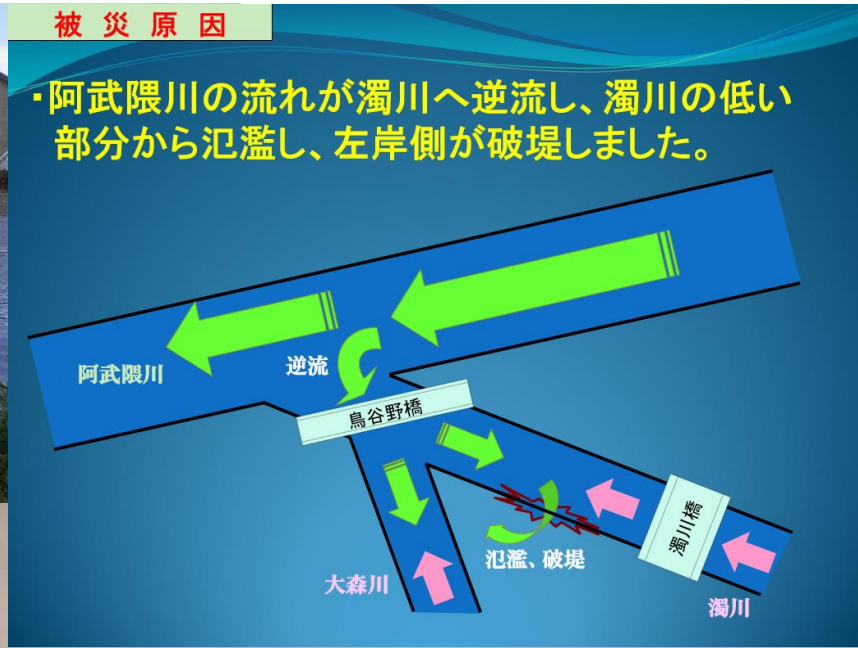 被災原因
・阿武隈川の流れが濁川へ逆流し、濁川の低い
部分から氾濫し、左岸側が破堤しました。
阿武隈川
逆流
鳥谷野橋
濁川橋
氾濫、破堤
大森川
濁川